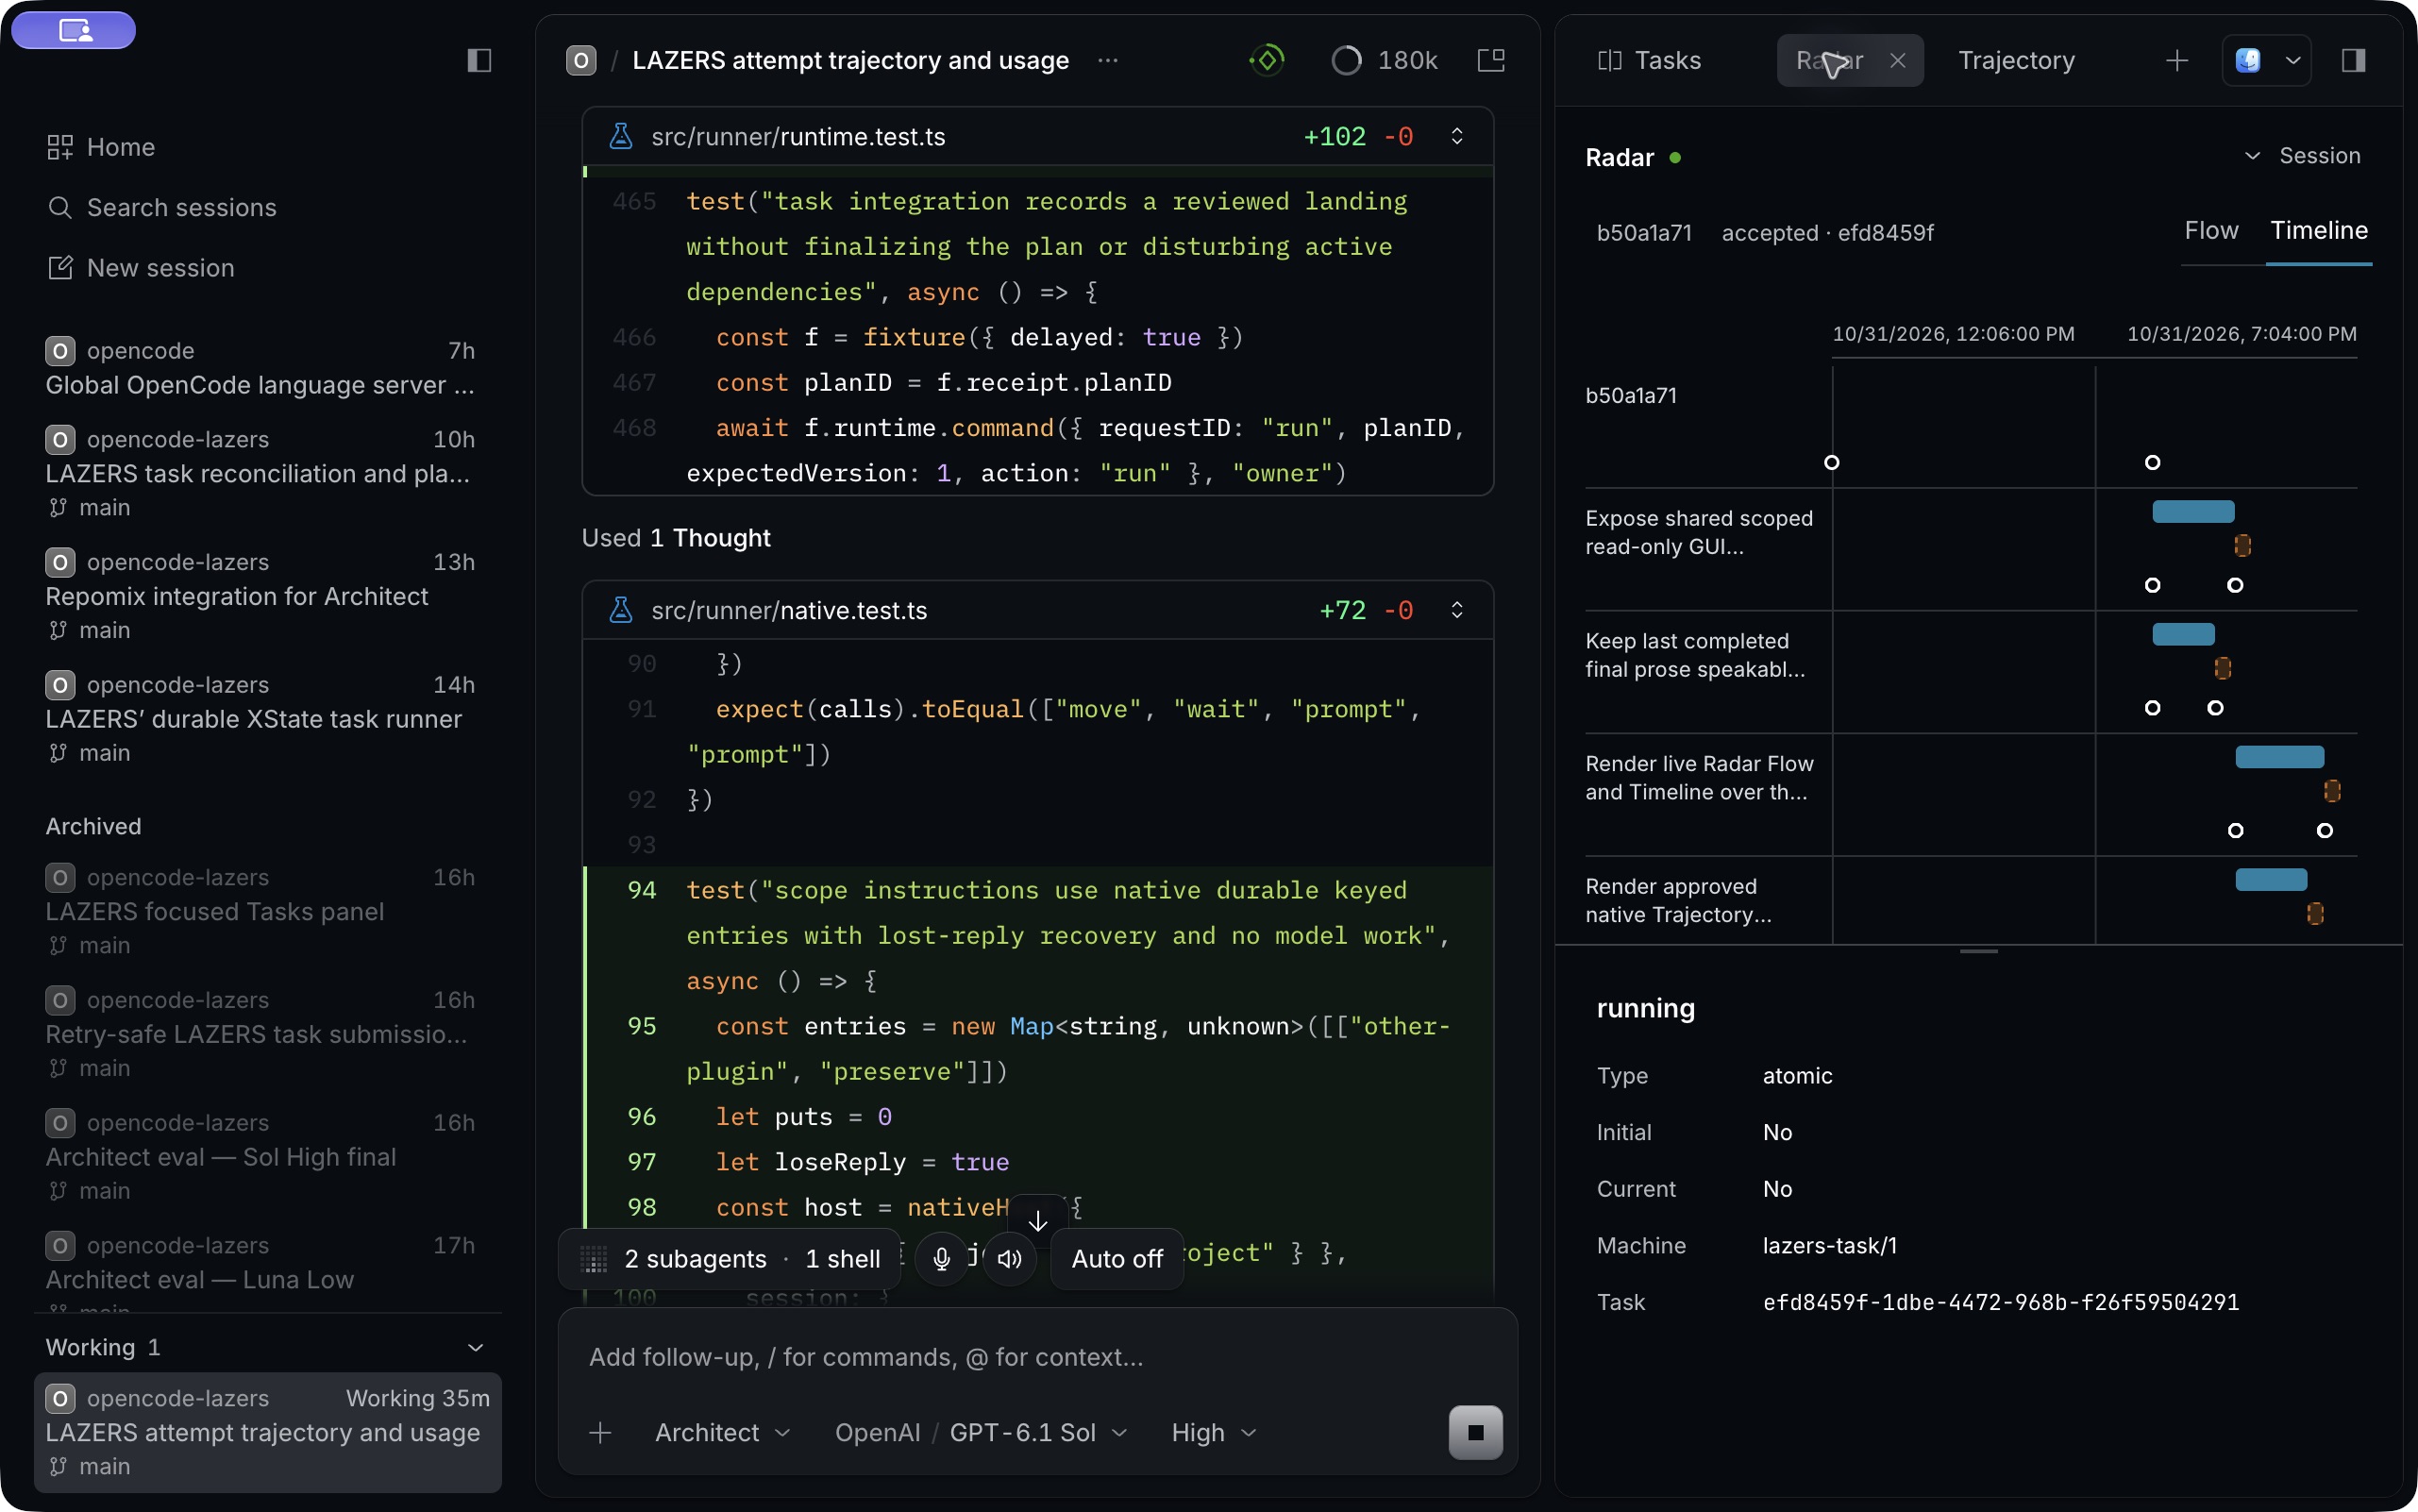 Home
Search sessions
New session
O opencode 7h
Global OpenCode language server ...
O opencode-lazers 10h
LAZERS task reconciliation and pla...
main
O opencode-lazers 13h
Repomix integration for Architect
main
O opencode-lazers 14h
LAZERS’ durable XState task runner
main
Archived
O opencode-lazers 16h
LAZERS focused Tasks panel
main
O opencode-lazers 16h
Retry-safe LAZERS task submissio...
main
O opencode-lazers 16h
Architect eval — Sol High final
main
O opencode-lazers 17h
Architect eval — Luna Low
main
Working 1
O opencode-lazers Working 35m
LAZERS attempt trajectory and usage
main
O / LAZERS attempt trajectory and usage ... 180k
src/runner/runtime.test.ts +102 -0
465 test("task integration records a reviewed landing
without finalizing the plan or disturbing active
dependencies", async () => {
466 const f = fixture({ delayed: true })
467 const planID = f.receipt.planID
468 await f.runtime.command({ requestID: "run", planID,
expectedVersion: 1, action: "run" }, "owner")
Used 1 Thought
src/runner/native.test.ts +72 -0
90 })
91 expect(calls).toEqual(["move", "wait", "prompt",
"prompt"])
92 })
93
94 test("scope instructions use native durable keyed
entries with lost-reply recovery and no model work",
async () => {
95 const entries = new Map<string, unknown>([["other-
plugin", "preserve"]])
96 let puts = 0
97 let loseReply = true
98 const host = nativeH {
oject" } },
100 session: {
2 subagents · 1 shell
Auto off
Add follow-up, / for commands, @ for context...
Architect OpenAI / GPT-6.1 Sol High
Tasks Radar Trajectory
Radar Session
b50a1a71 accepted · efd8459f Flow Timeline
10/31/2026, 12:06:00 PM 10/31/2026, 7:04:00 PM
b50a1a71
Expose shared scoped
read-only GUI...
Keep last completed
final prose speakabl...
Render live Radar Flow
and Timeline over th...
Render approved
native Trajectory...
running
Type atomic
Initial No
Current No
Machine lazers-task/1
Task efd8459f-1dbe-4472-968b-f26f59504291